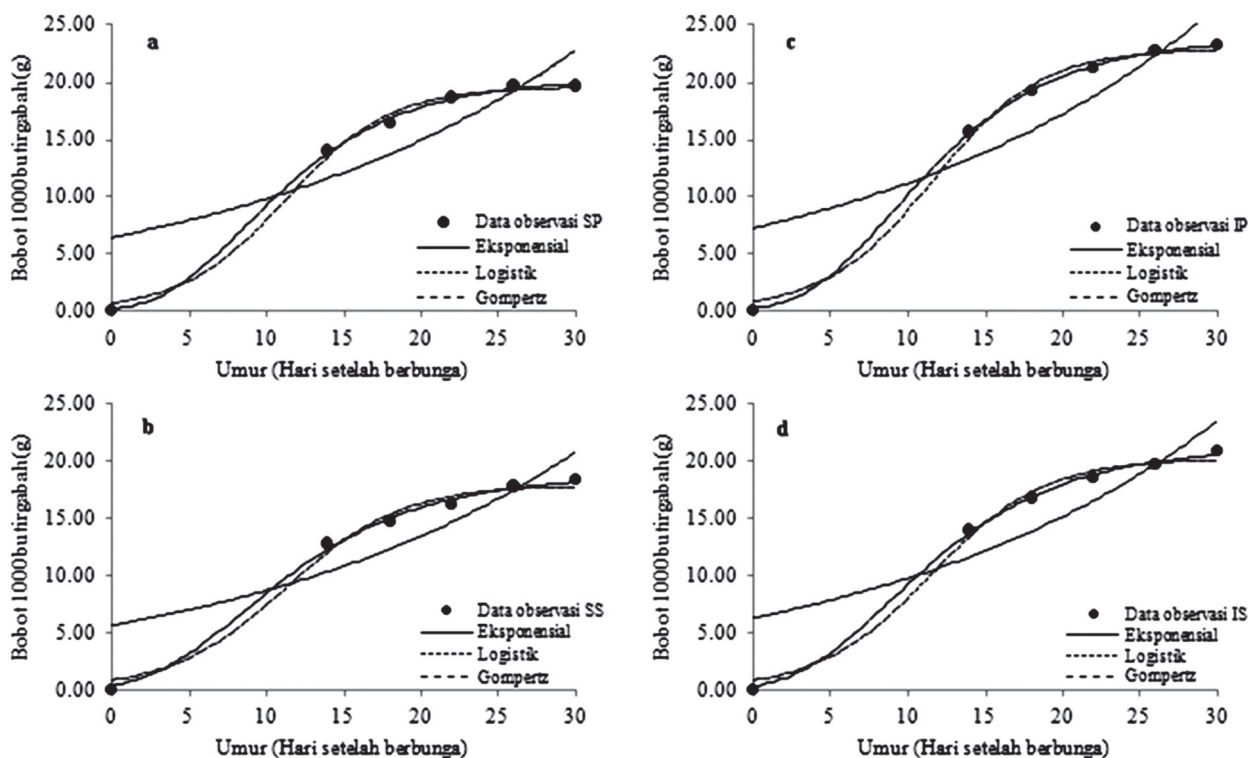 a
Bobot 1000butirgabah(g)
25.00
20.00
15.00
10.00
5.00
0.00
Data observasi SP
Eksponensial
Logistik
Gompertz
0 5 10 15 20 25 30
Umur (Hari setelah berbunga)
c
Bobot 1000butirgabah(g)
25.00
20.00
15.00
10.00
5.00
0.00
Data observasi IP
Eksponensial
Logistik
Gompertz
0 5 10 15 20 25 30
Umur (Hari setelah berbunga)
b
Bobot 1000butirgabah(g)
25.00
20.00
15.00
10.00
5.00
0.00
Data observasi SS
Eksponensial
Logistik
Gompertz
0 5 10 15 20 25 30
Umur (Hari setelah berbunga)
d
Bobot 1000butirgabah(g)
25.00
20.00
15.00
10.00
5.00
0.00
Data observasi IS
Eksponensial
Logistik
Gompertz
0 5 10 15 20 25 30
Umur (Hari setelah berbunga)